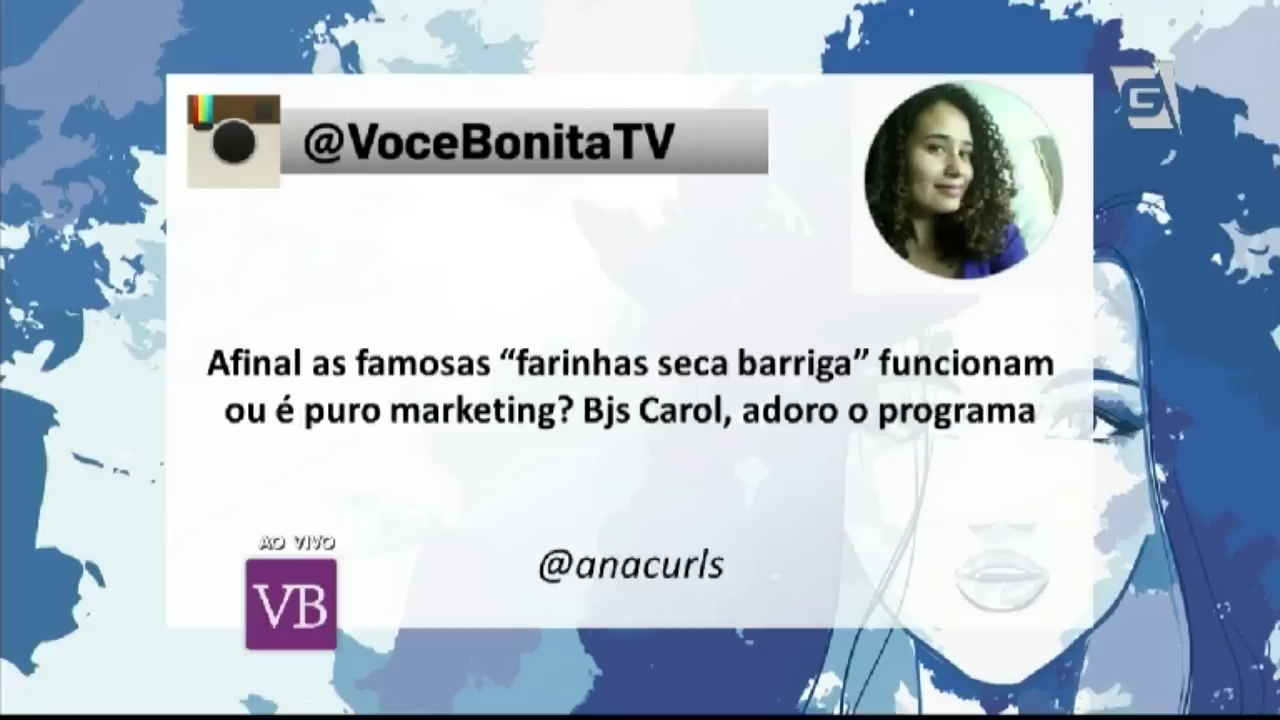 @VoceBonitaTV
Afinal as famosas “farinhas seca barriga” funcionam
ou é puro marketing? Bjs Carol, adoro o programa
@anacurls
AO VIVO
VB